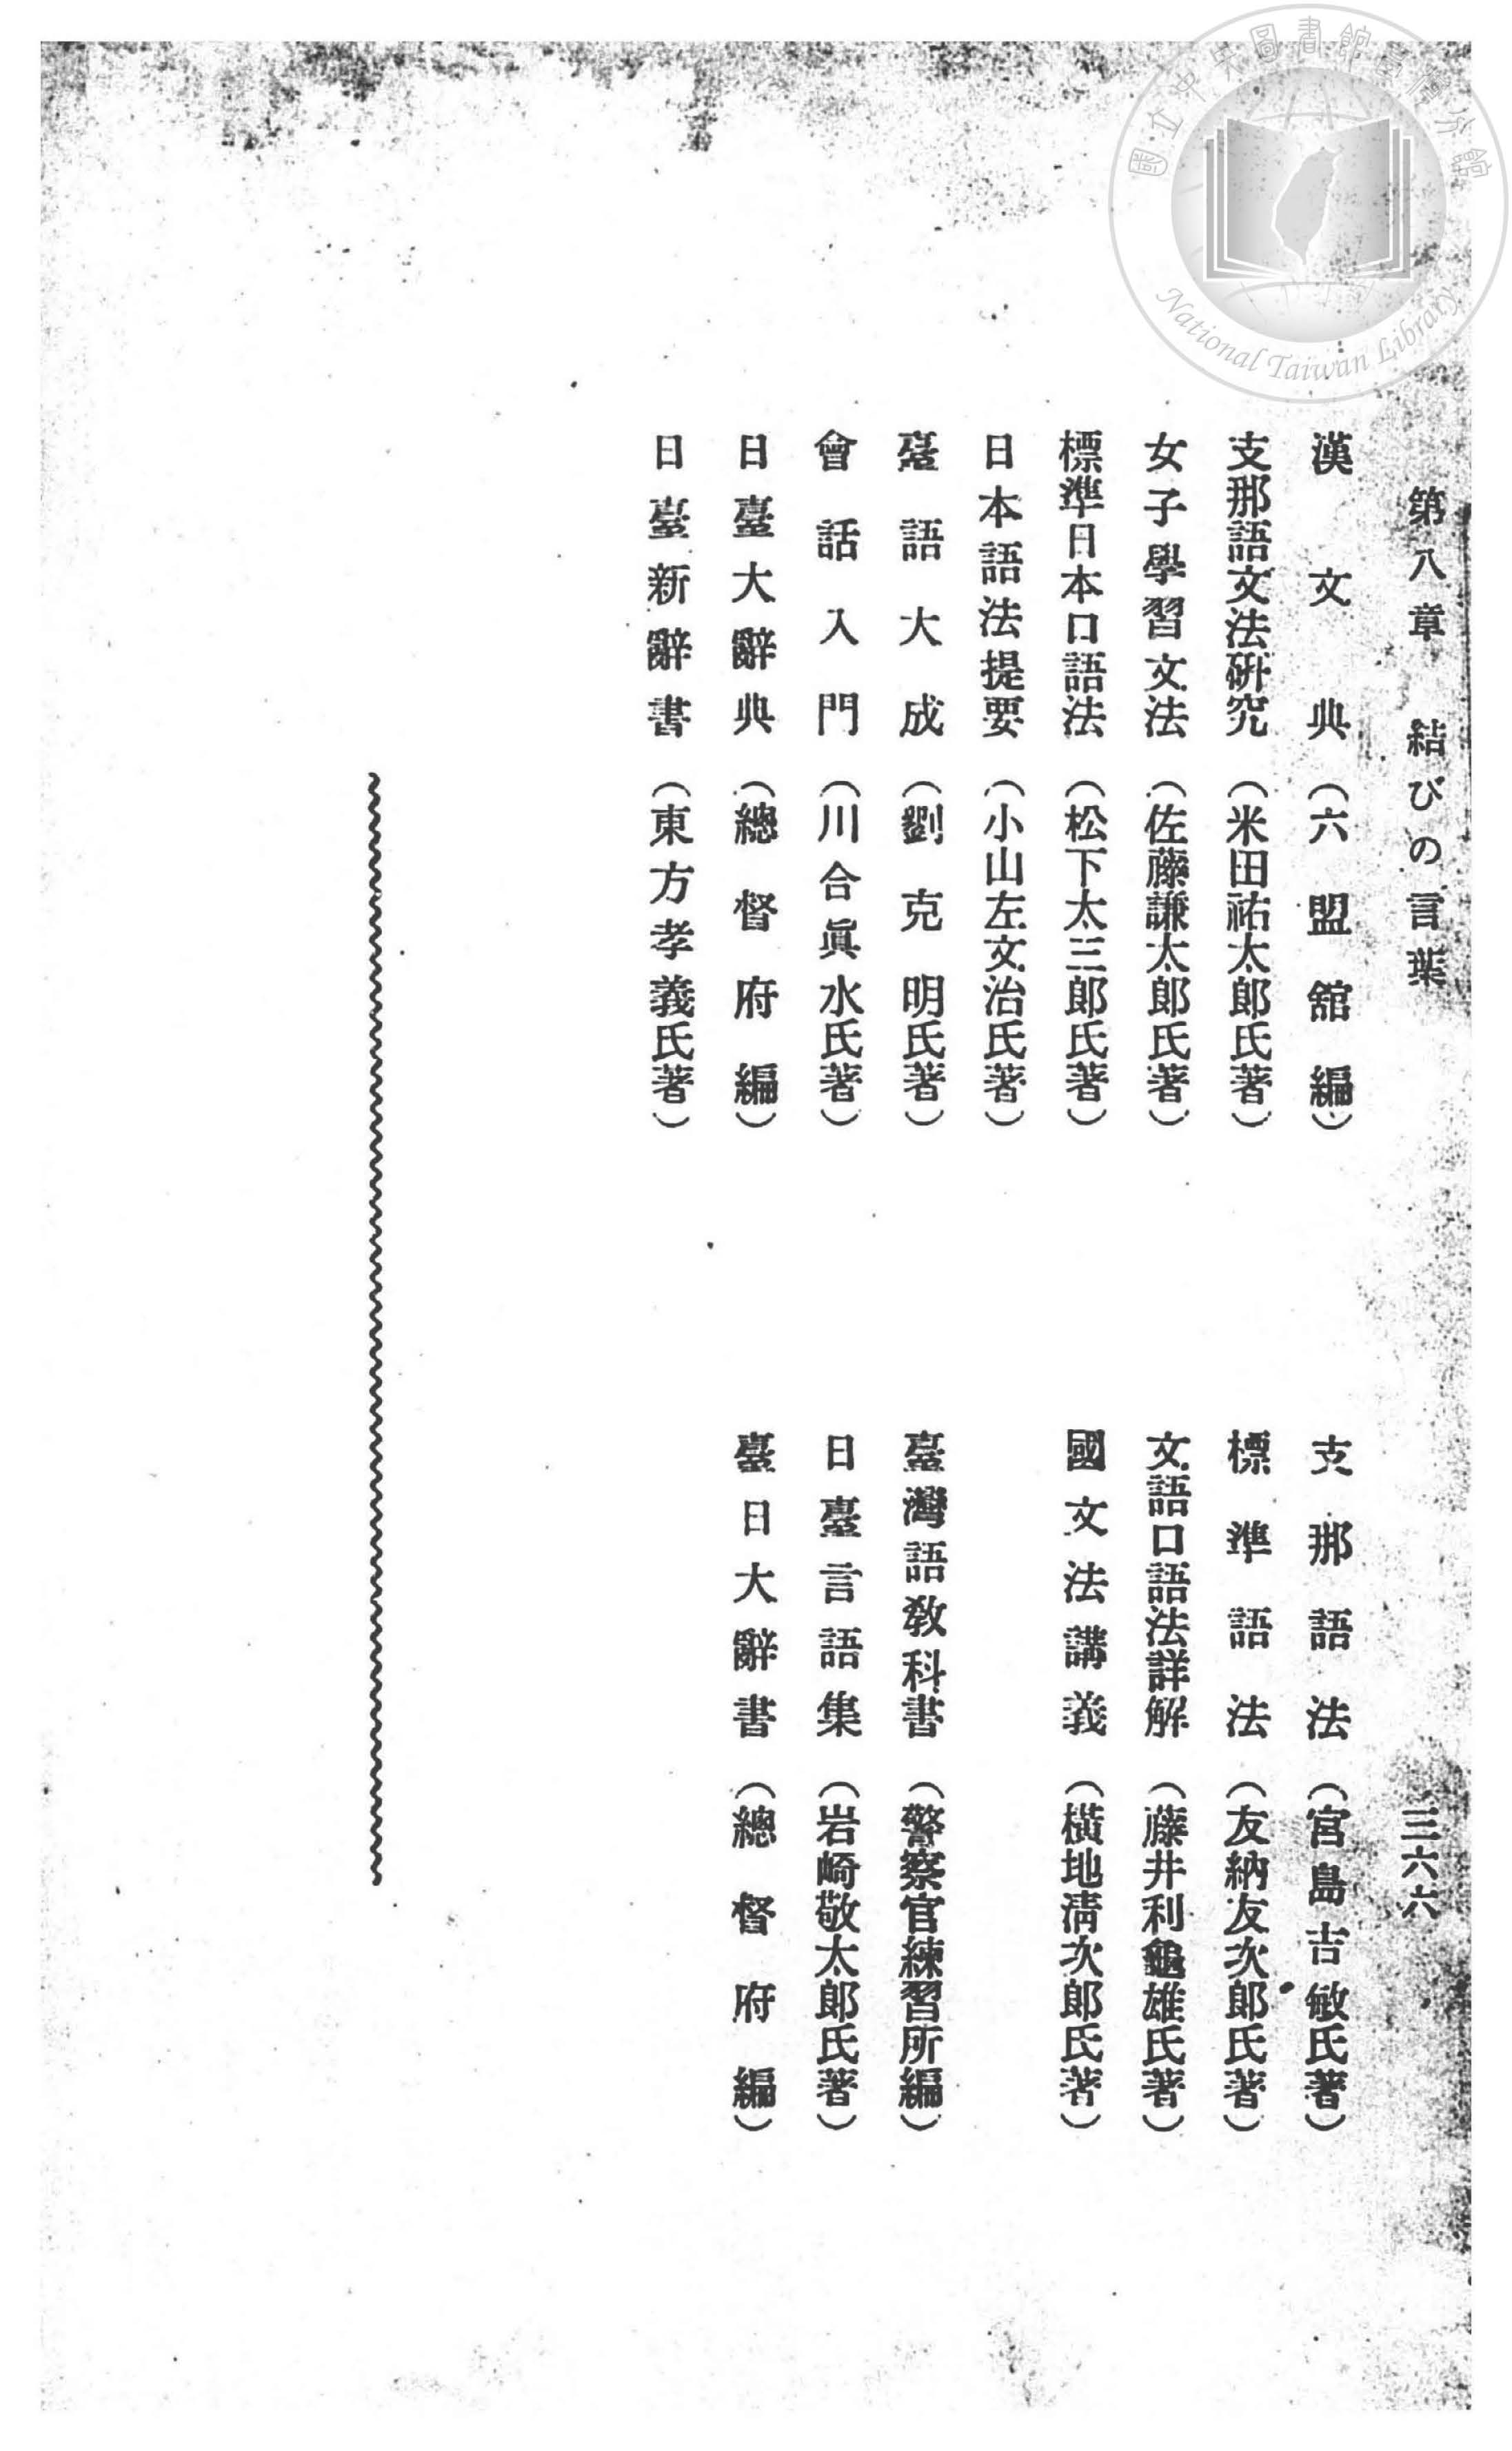 國立中央圖書館臺灣分館
National Taiwan Library
第八章 結びの言葉 三六六
漢文典（六盟舘編）
支那語法（宮島吉敏氏著）
支那語文法硏究（米田祐太郎氏著）
標準語法（友納友次郎氏著）
女子學習文法（佐藤謙太郎氏著）
文語口語法詳解（藤井利龜雄氏著）
標準日本口語法（松下太三郎氏著）
國文法講義（横地淸次郎氏著）
日本語法提要（小山左文治氏著）
臺語大成（劉克明氏著）
臺灣語敎科書（警察官練習所編）
會話入門（川合眞水氏著）
日臺言語集（岩崎敬太郎氏著）
日臺大辭典（總督府編）
臺日大辭書（總督府編）
日臺新辭書（東方孝義氏著）